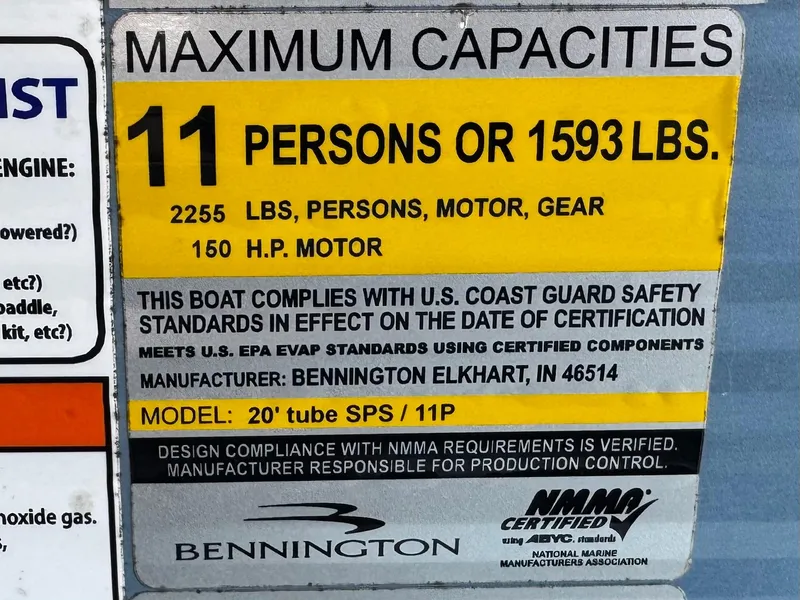 IST
ENGINE:
owered?)
etc?)
paddle,
kit, etc?)
noxide gas.
MAXIMUM CAPACITIES
11 PERSONS OR 1593 LBS.
2255 LBS, PERSONS, MOTOR, GEAR
150 H.P. MOTOR
THIS BOAT COMPLIES WITH U.S. COAST GUARD SAFETY
STANDARDS IN EFFECT ON THE DATE OF CERTIFICATION
MEETS U.S. EPA EVAP STANDARDS USING CERTIFIED COMPONENTS
MANUFACTURER: BENNINGTON ELKHART, IN 46514
MODEL: 20' tube SPS / 11P
DESIGN COMPLIANCE WITH NMMA REQUIREMENTS IS VERIFIED.
MANUFACTURER RESPONSIBLE FOR PRODUCTION CONTROL.
BENNINGTON
NMMA®
CERTIFIED
using ABYC. standards
NATIONAL MARINE
MANUFACTURERS ASSOCIATION